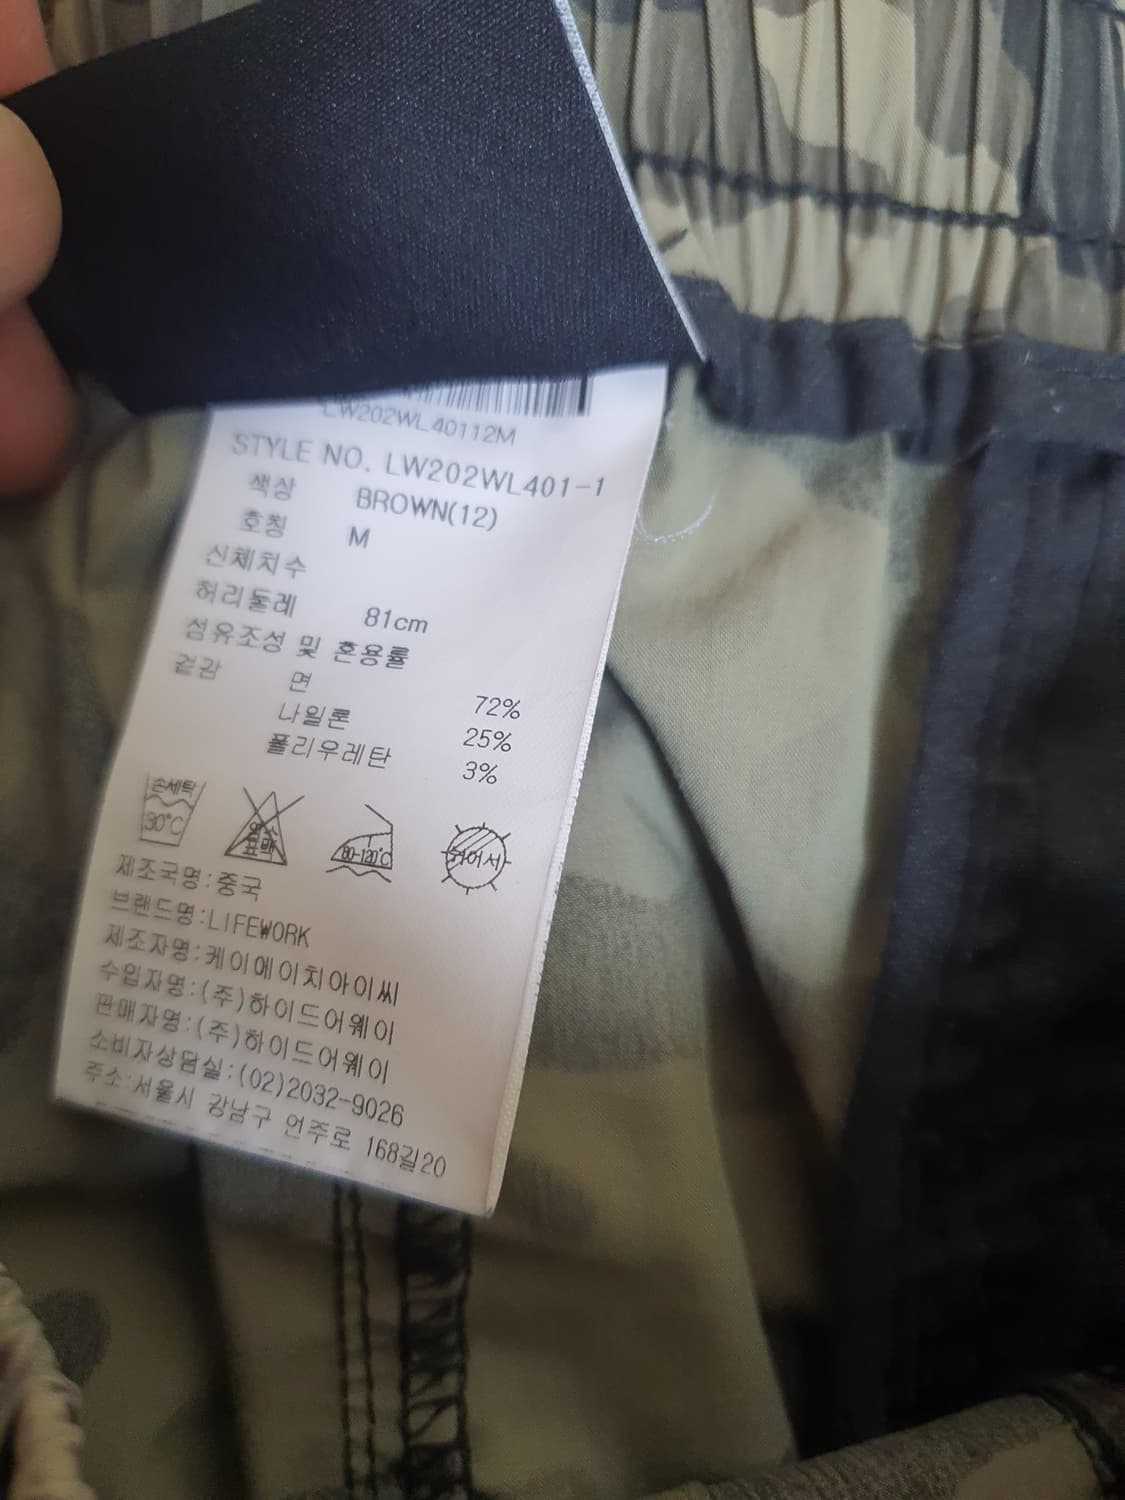 LW202WL40112M
STYLE NO. LW202WL401-1
색상 BROWN(12)
호칭 M
신체치수
허리둘레 81cm
섬유조성 및 혼용률
겉감 면 72%
나일론 25%
폴리우레탄 3%
손세탁 염소 80-120℃ 뉘어서
30℃ 표백
제조국명:중국
브랜드명:LIFEWORK
제조자명:케이에이치아이씨
수입자명:(주)하이드어웨이
판매자명:(주)하이드어웨이
소비자상담실:(02)2032-9026
주소:서울시 강남구 언주로 168길20